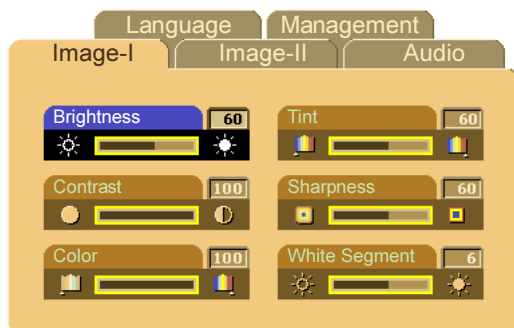 Language Management
Image-I Image-II Audio
Brightness 60 Tint 60
Contrast 100 Sharpness 60
Color 100 White Segment 6